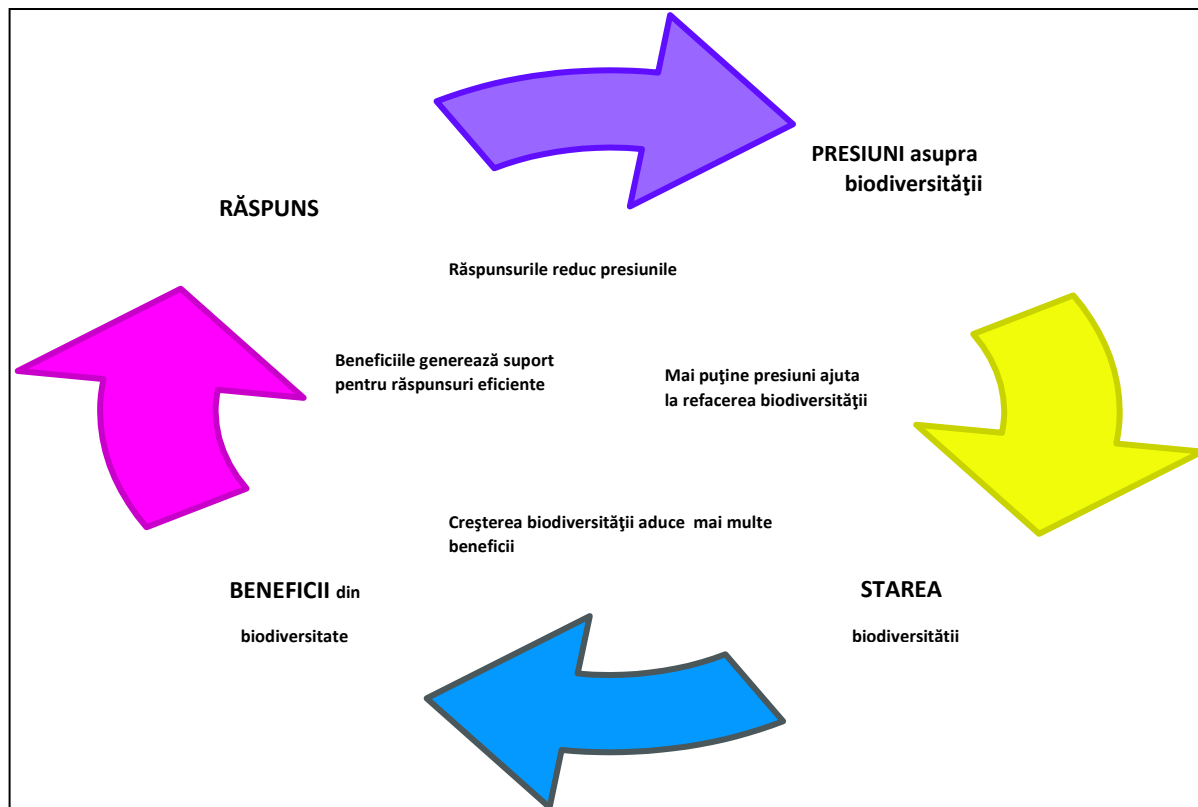 PRESIUNI asupra
biodiversităţii
RĂSPUNS
Răspunsurile reduc presiunile
Beneficiile generează suport
pentru răspunsuri eficiente
Mai puţine presiuni ajuta
la refacerea biodiversităţii
Creşterea biodiversităţii aduce mai multe
beneficii
BENEFICII din
biodiversitate
STAREA
biodiversitătii